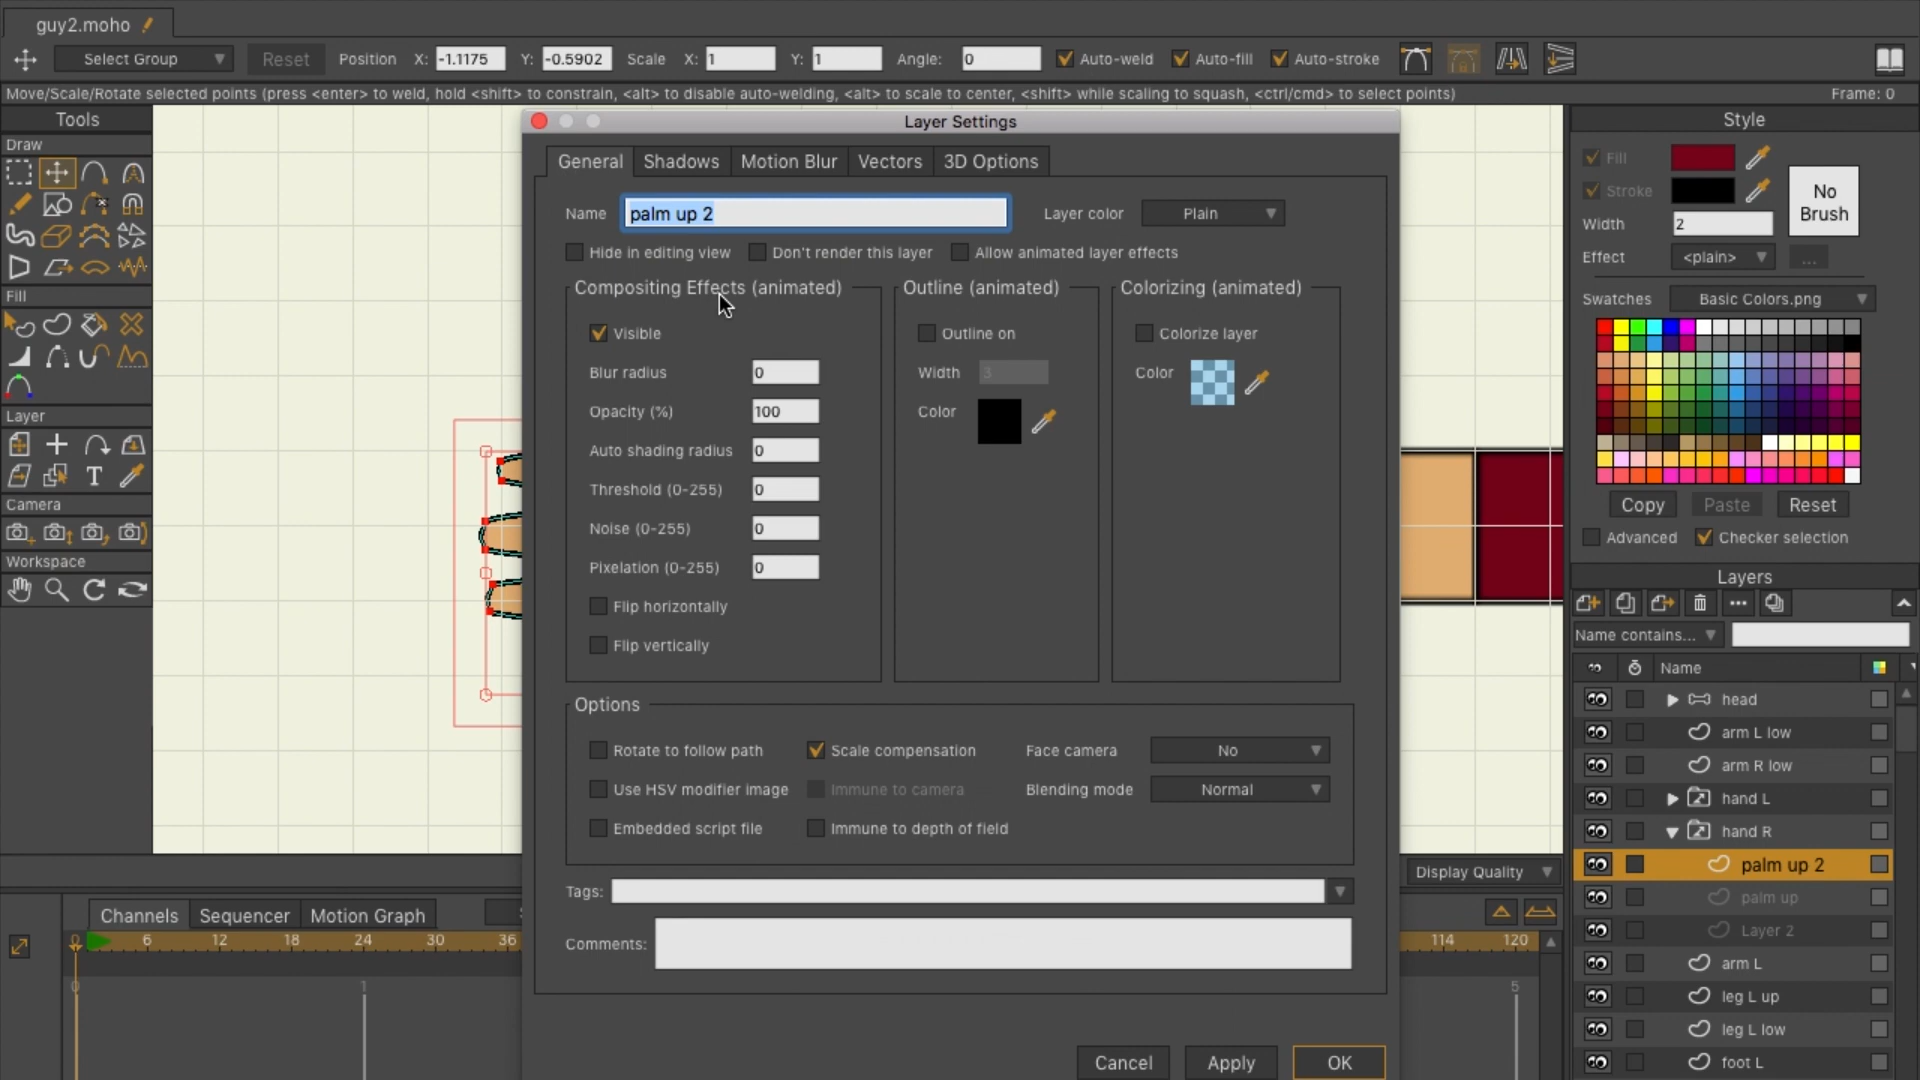 guy2.moho
Select Group Reset Position X: -1.1175 Y: -0.5902 Scale X: 1 Y: 1 Angle: 0 Auto-weld Auto-fill Auto-stroke
Move/Scale/Rotate selected points (press <enter> to weld, hold <shift> to constrain, <alt> to disable auto-welding, <alt> to scale to center, <shift> while scaling to squash, <ctrl/cmd> to select points) Frame: 0
Tools
Draw
Fill
Layer
T
Camera
Workspace
Layer Settings
General Shadows Motion Blur Vectors 3D Options
Name palm up 2 Layer color Plain
Hide in editing view Don't render this layer Allow animated layer effects
Compositing Effects (animated) Outline (animated) Colorizing (animated)
Visible Outline on Colorize layer
Blur radius 0 Width 3 Color
Opacity (%) 100 Color
Auto shading radius 0
Threshold (0-255) 0
Noise (0-255) 0
Pixelation (0-255) 0
Flip horizontally
Flip vertically
Options
Rotate to follow path Scale compensation Face camera No
Use HSV modifier image Immune to camera Blending mode Normal
Embedded script file Immune to depth of field
Tags:
Comments:
Cancel Apply OK
Style
Fill
Stroke
No
Brush
Width 2
Effect <plain> ...
Swatches Basic Colors.png
Copy Paste Reset
Advanced Checker selection
Layers
Name contains...
Name
head
arm L low
arm R low
hand L
hand R
palm up 2
palm up
Layer 2
arm L
leg L up
leg L low
foot L
Display Quality
Channels Sequencer Motion Graph
0 6 12 18 24 30 36 114 120
0 1 5